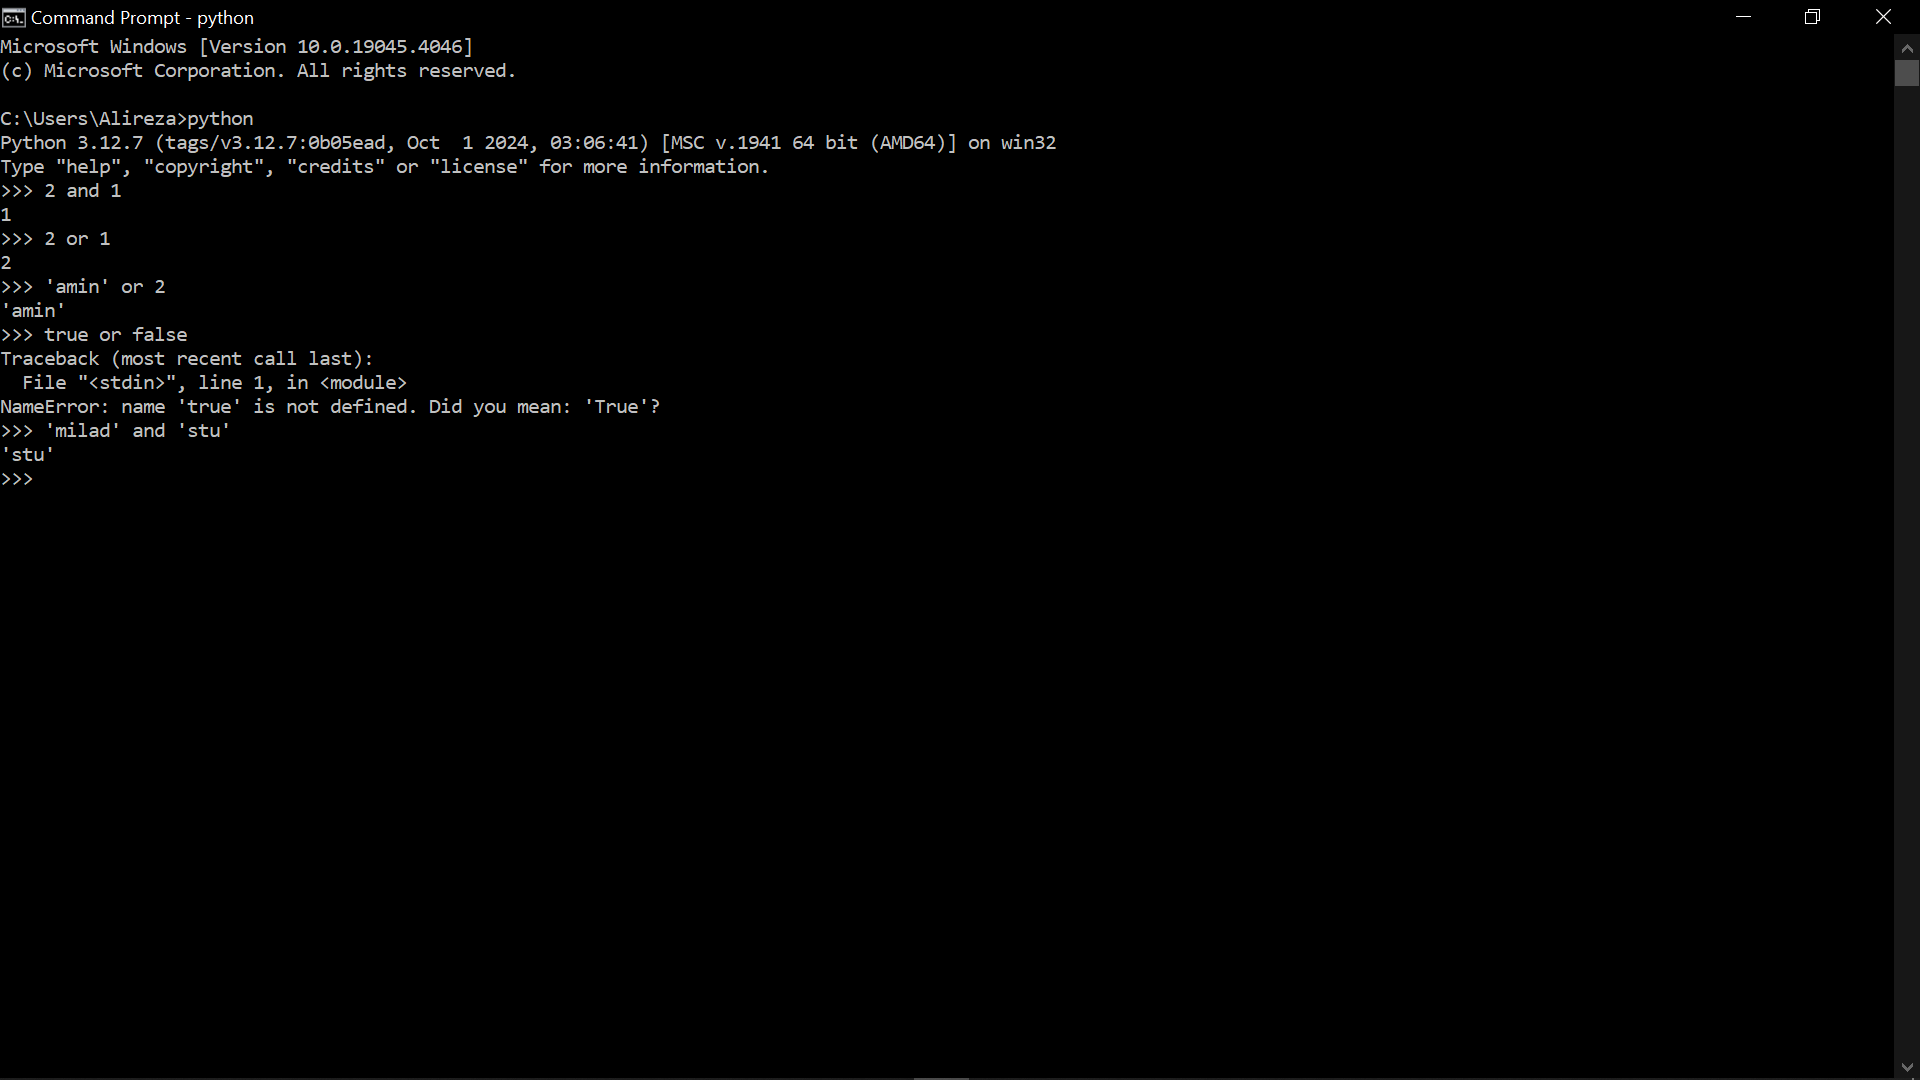 Command Prompt - python
Microsoft Windows [Version 10.0.19045.4046]
(c) Microsoft Corporation. All rights reserved.
C:\Users\Alireza>python
Python 3.12.7 (tags/v3.12.7:0b05ead, Oct  1 2024, 03:06:41) [MSC v.1941 64 bit (AMD64)] on win32
Type "help", "copyright", "credits" or "license" for more information.
>>> 2 and 1
1
>>> 2 or 1
2
>>> 'amin' or 2
'amin'
>>> true or false
Traceback (most recent call last):
  File "<stdin>", line 1, in <module>
NameError: name 'true' is not defined. Did you mean: 'True'?
>>> 'milad' and 'stu'
'stu'
>>>